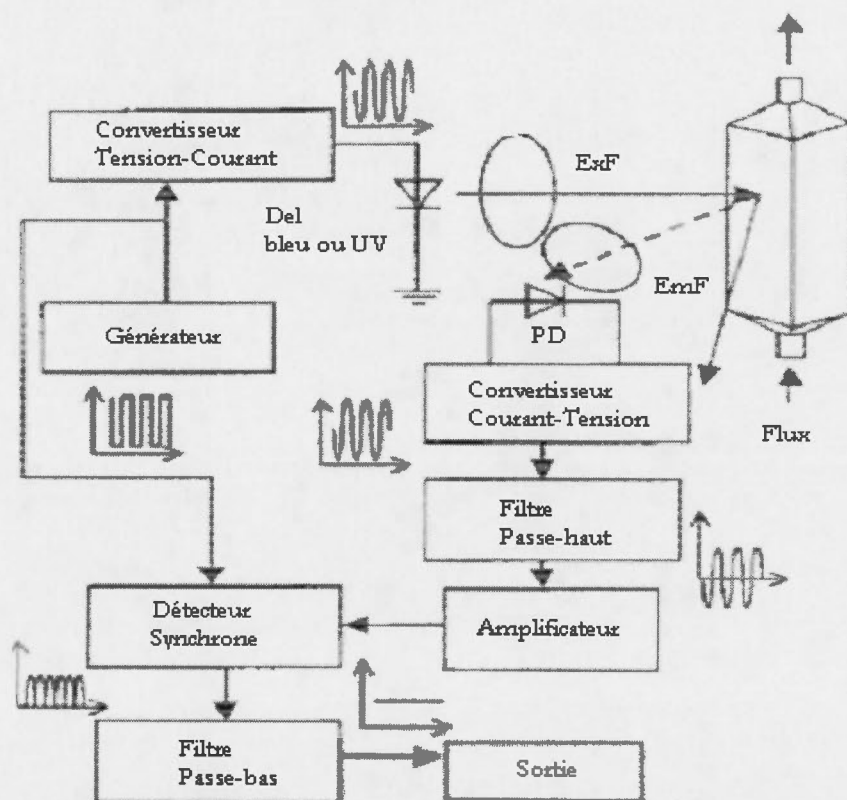 Convertisseur
Tension-Courant
ExF
Del
bleu ou UV
EmF
Générateur
PD
Convertisseur
Courant-Tension
Flux
Filtre
Passe-haut
Détecteur
Synchrone
Amplificateur
Filtre
Passe-bas
Sortie